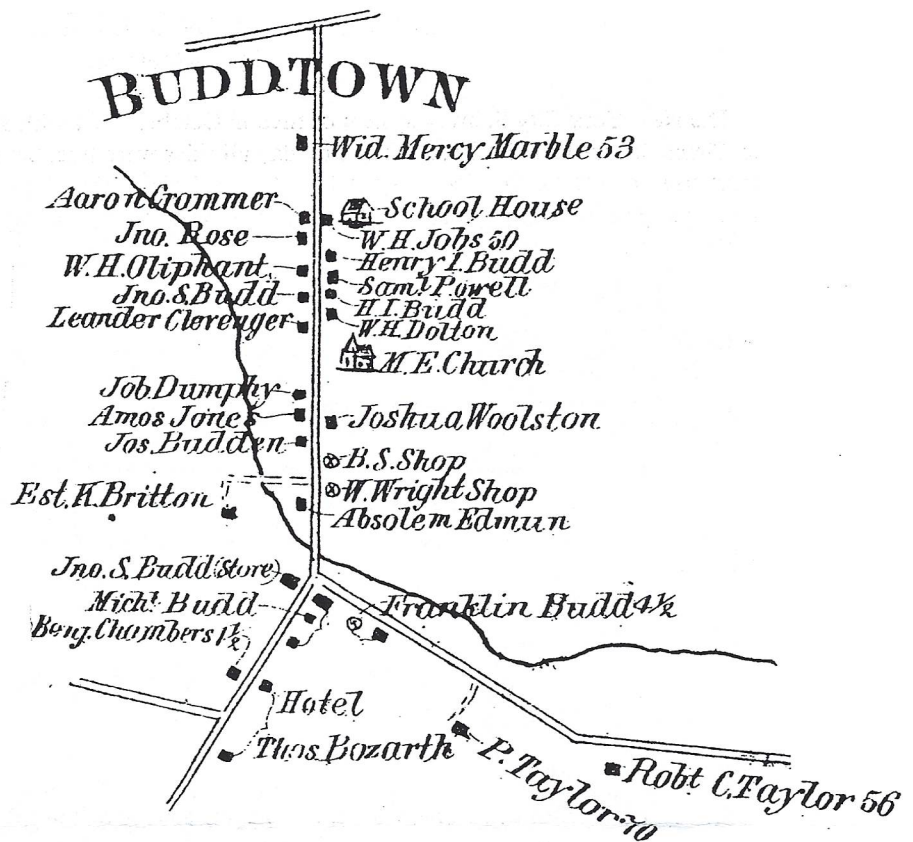 BUDDTOWN
Wid. Mercy Marble 53
Aaron Crammer
School House
Jno. Rose
W.H. Jobs 50
W.H. Oliphant
Henry I. Budd
Saml. Powell
Jno. S. Budd
H.I. Budd
Leander Clevenger
W.H. Dolton
M.E. Church
Job. Dumphy
Amos Jones
Joshua Woolston
Jos. Budden
B.S. Shop
Est. K. Britton
W. Wright Shop
Absolem Edmun
Jno. S. Budd (Store)
Michl. Budd
Franklin Budd 4½
Benj. Chambers 1½
Hotel
Thos Bozarth
P. Taylor 70
Robt C. Taylor 56